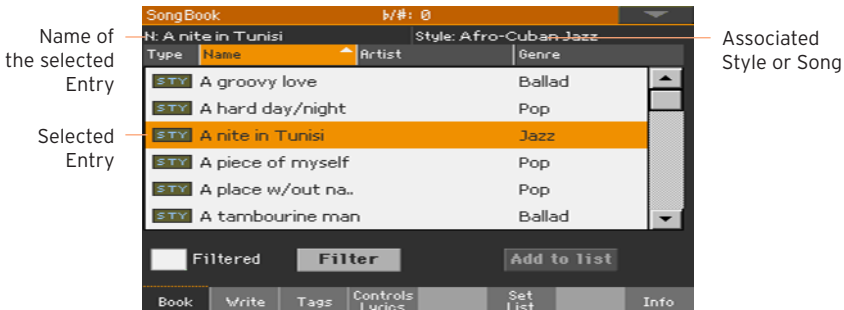 SongBook ♭/#: 0
N: A nite in Tunisi Style: Afro-Cuban Jazz
Type Name Artist Genre
STY A groovy love Ballad
STY A hard day/night Pop
STY A nite in Tunisi Jazz
STY A piece of myself Pop
STY A place w/out na.. Pop
STY A tambourine man Ballad
Filtered Filter Add to list
Book Write Tags Controls Lyrics Set List Info
Name of
the selected
Entry
Selected
Entry
Associated
Style or Song